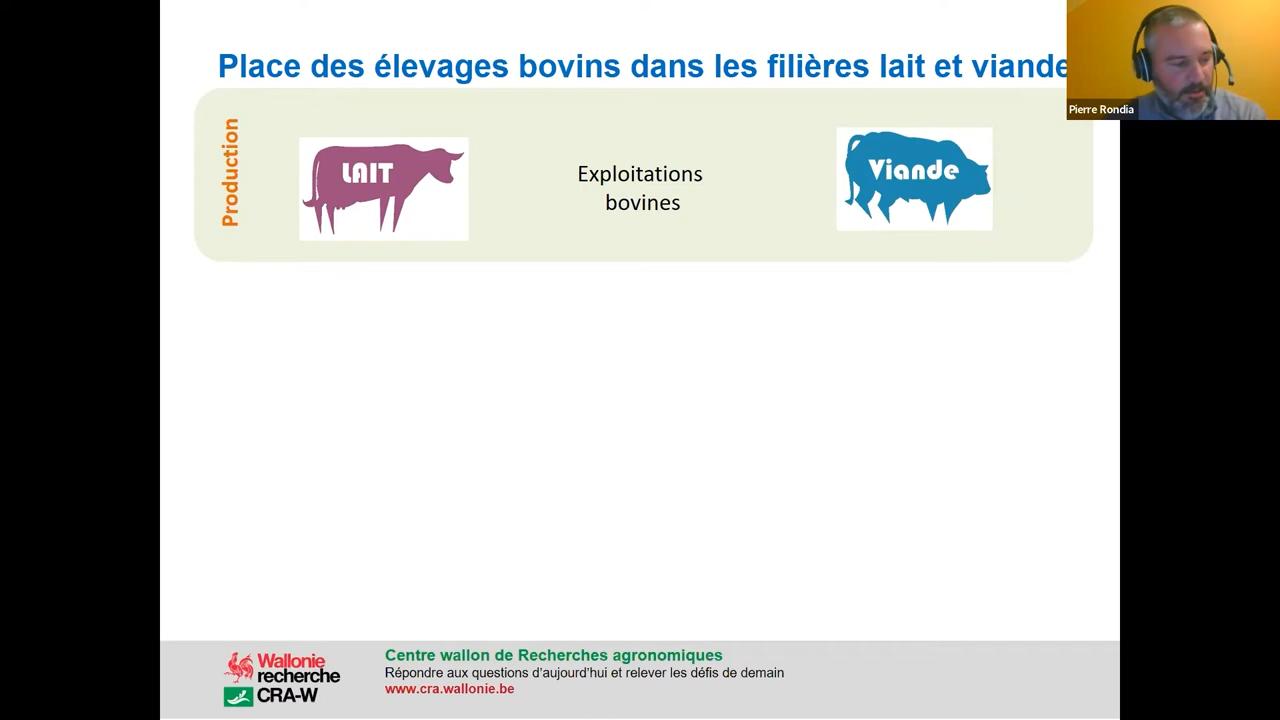 Place des élevages bovins dans les filières lait et viande
Pierre Rondia
Production
LAIT
Exploitations
bovines
Viande
Wallonie
recherche
CRA-W
Centre wallon de Recherches agronomiques
Répondre aux questions d'aujourd'hui et relever les défis de demain
www.cra.wallonie.be